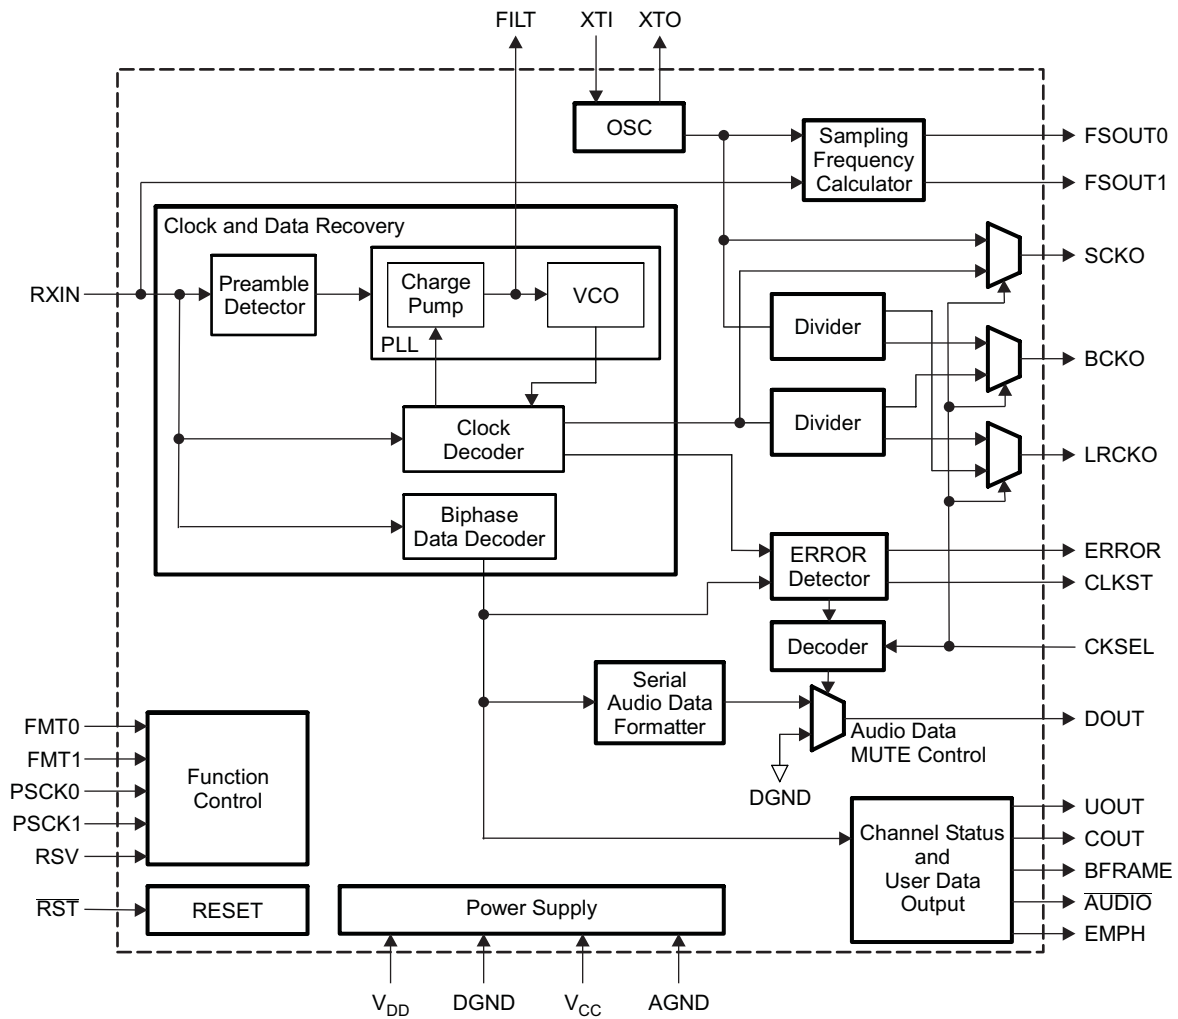 FILT XTI XTO
OSC
Sampling
Frequency
Calculator
FSOUT0
FSOUT1
Clock and Data Recovery
RXIN
Preamble
Detector
Charge
Pump
VCO
PLL
SCKO
Divider
BCKO
Divider
Clock
Decoder
LRCKO
Biphase
Data Decoder
ERROR
Detector
ERROR
CLKST
Decoder
CKSEL
Serial
Audio Data
Formatter
DOUT
Audio Data
MUTE Control
DGND
FMT0
FMT1
PSCK0
PSCK1
RSV
Function
Control
Channel Status
and
User Data
Output
UOUT
COUT
BFRAME
AUDIO
EMPH
RST
RESET
Power Supply
VDD DGND VCC AGND